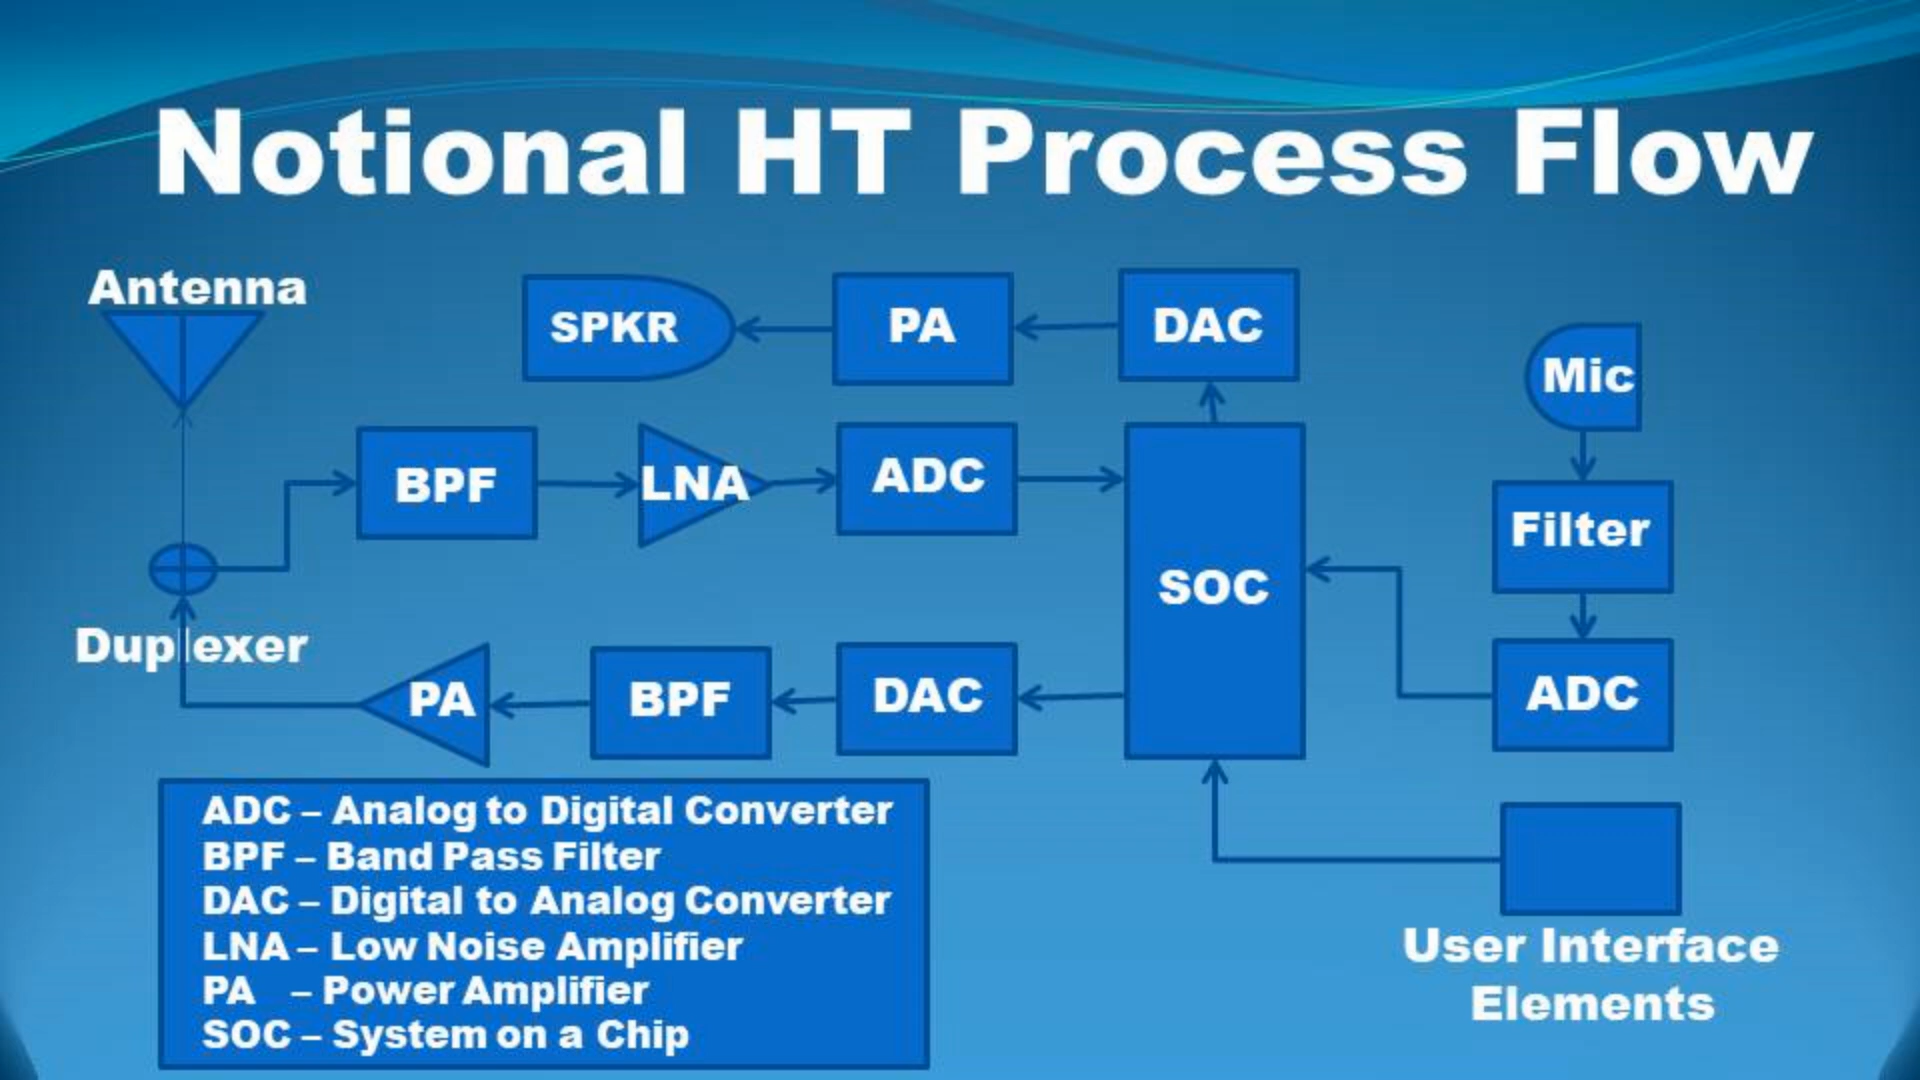 Notional HT Process Flow
Antenna
SPKR
PA
DAC
Mic
BPF
LNA
ADC
Filter
SOC
Duplexer
PA
BPF
DAC
ADC
ADC – Analog to Digital Converter
BPF – Band Pass Filter
DAC – Digital to Analog Converter
LNA – Low Noise Amplifier
PA – Power Amplifier
SOC – System on a Chip
User Interface
Elements